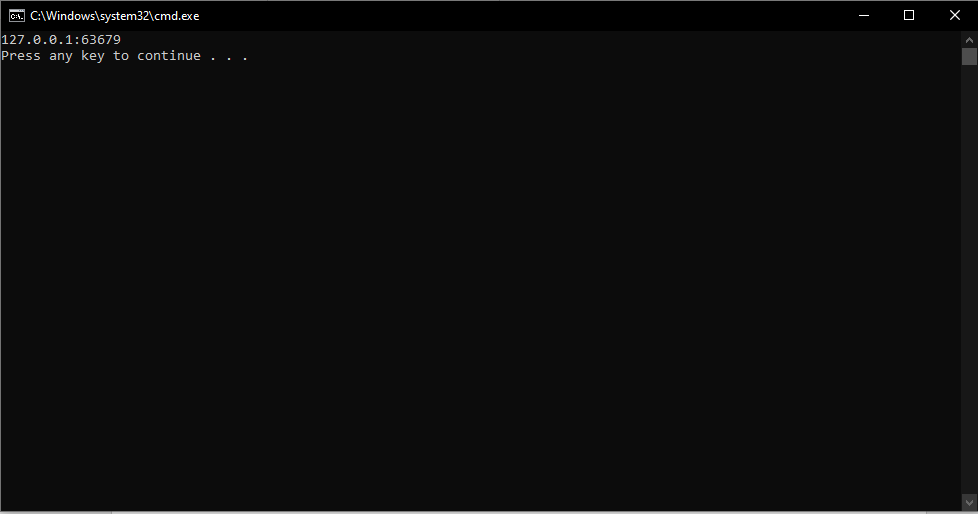 C:\Windows\system32\cmd.exe
127.0.0.1:63679
Press any key to continue . . .